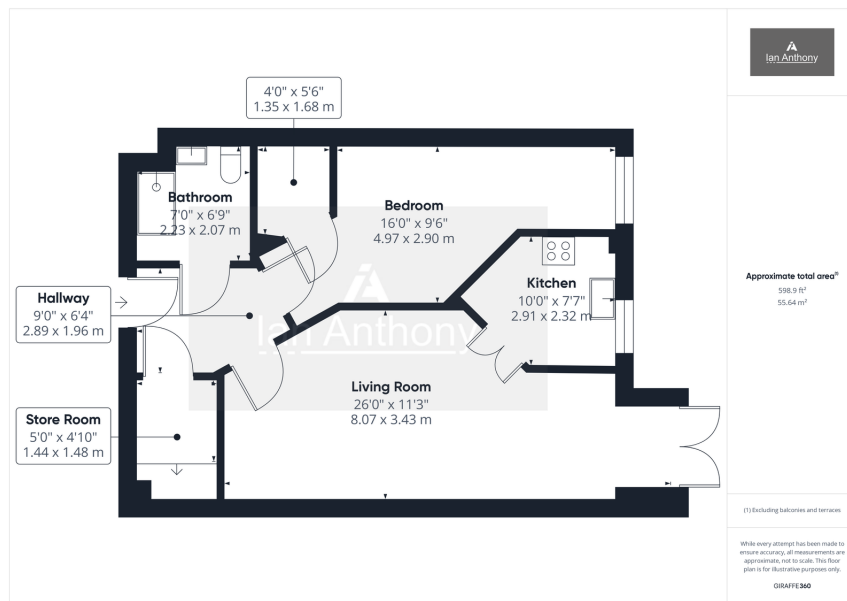 4'0" x 5'6"
1.35 x 1.68 m
Bathroom
7'0" x 6'9"
2.23 x 2.07 m
Bedroom
16'0" x 9'6"
4.97 x 2.90 m
Kitchen
10'0" x 7'7"
2.91 x 2.32 m
Hallway
9'0" x 6'4"
2.89 x 1.96 m
Ian Anthony
Living Room
26'0" x 11'3"
8.07 x 3.43 m
Store Room
5'0" x 4'10"
1.44 x 1.48 m
Ian Anthony
Approximate total area⁽¹⁾
598.9 ft²
55.64 m²
(1) Excluding balconies and terraces
While every attempt has been made to
ensure accuracy, all measurements are
approximate, not to scale. This floor
plan is for illustrative purposes only.
GIRAFFE360